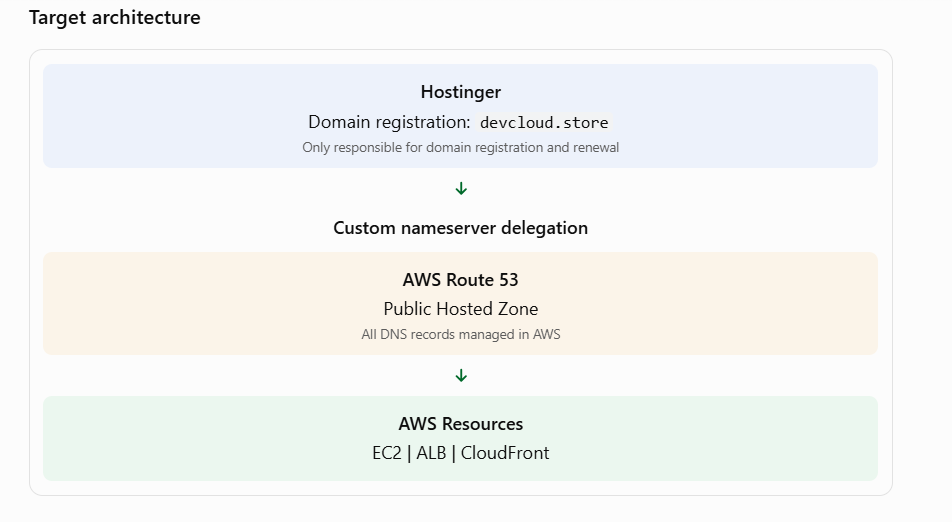 Target architecture
Hostinger
Domain registration: devcloud.store
Only responsible for domain registration and renewal
↓
Custom nameserver delegation
AWS Route 53
Public Hosted Zone
All DNS records managed in AWS
↓
AWS Resources
EC2 | ALB | CloudFront